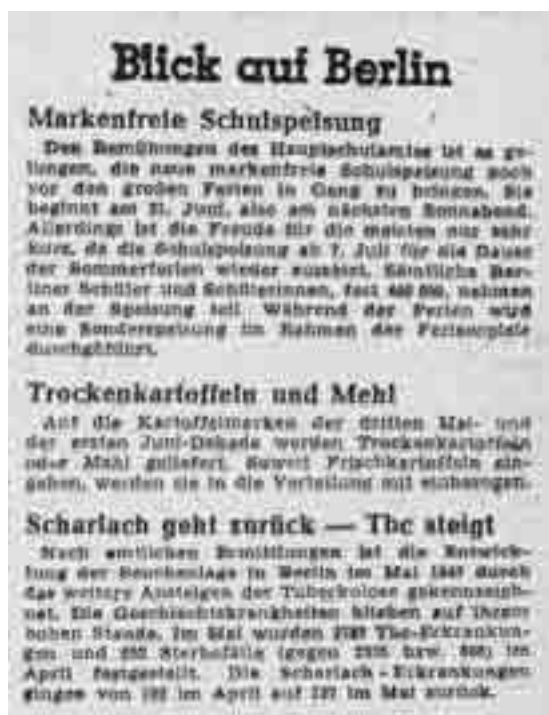 Blick auf Berlin
Markenfreie Schulspeisung
Den Bemühungen des Hauptschulamtes ist es ge-
lungen, die neue markenfreie Schulspeisung noch
vor den großen Ferien in Gang zu bringen. Sie
beginnt am 21. Juni, also am nächsten Sonnabend.
Allerdings ist die Freude für die meisten nur sehr
kurz, da die Schulspeisung ab 7. Juli für die Dauer
der Sommerferien wieder aussetzt. Sämtliche Ber-
liner Schüler und Schülerinnen, fast nehmen
an der Speisung teil. Während der Ferien wird
eine Sonderspeisung im Rahmen der Ferienspiele
durchgeführt.
Trockenkartoffeln und Mehl
Auf die Kartoffelmarken der dritten Mai- und
der ersten Juni-Dekade werden Trockenkartoffeln
oder Mehl geliefert. Soweit Frischkartoffeln ein-
gehen, werden sie in die Verteilung mit einbezogen.
Scharlach geht zurück — Tbc steigt
Nach amtlichen Ermittlungen ist die Entwick-
lung der Seuchenlage in Berlin im Mai 1947 durch
das weitere Ansteigen der Tuberkulose gekennzeich-
net. Die Geschlechtskrankheiten blieben auf ihrem
hohen Stande. Im Mai wurden Tbc-Erkrankun-
gen und Sterbefälle (gegen bzw. im
April festgestellt. Die Scharlach-Erkrankungen
gingen von im April auf im Mai zurück.